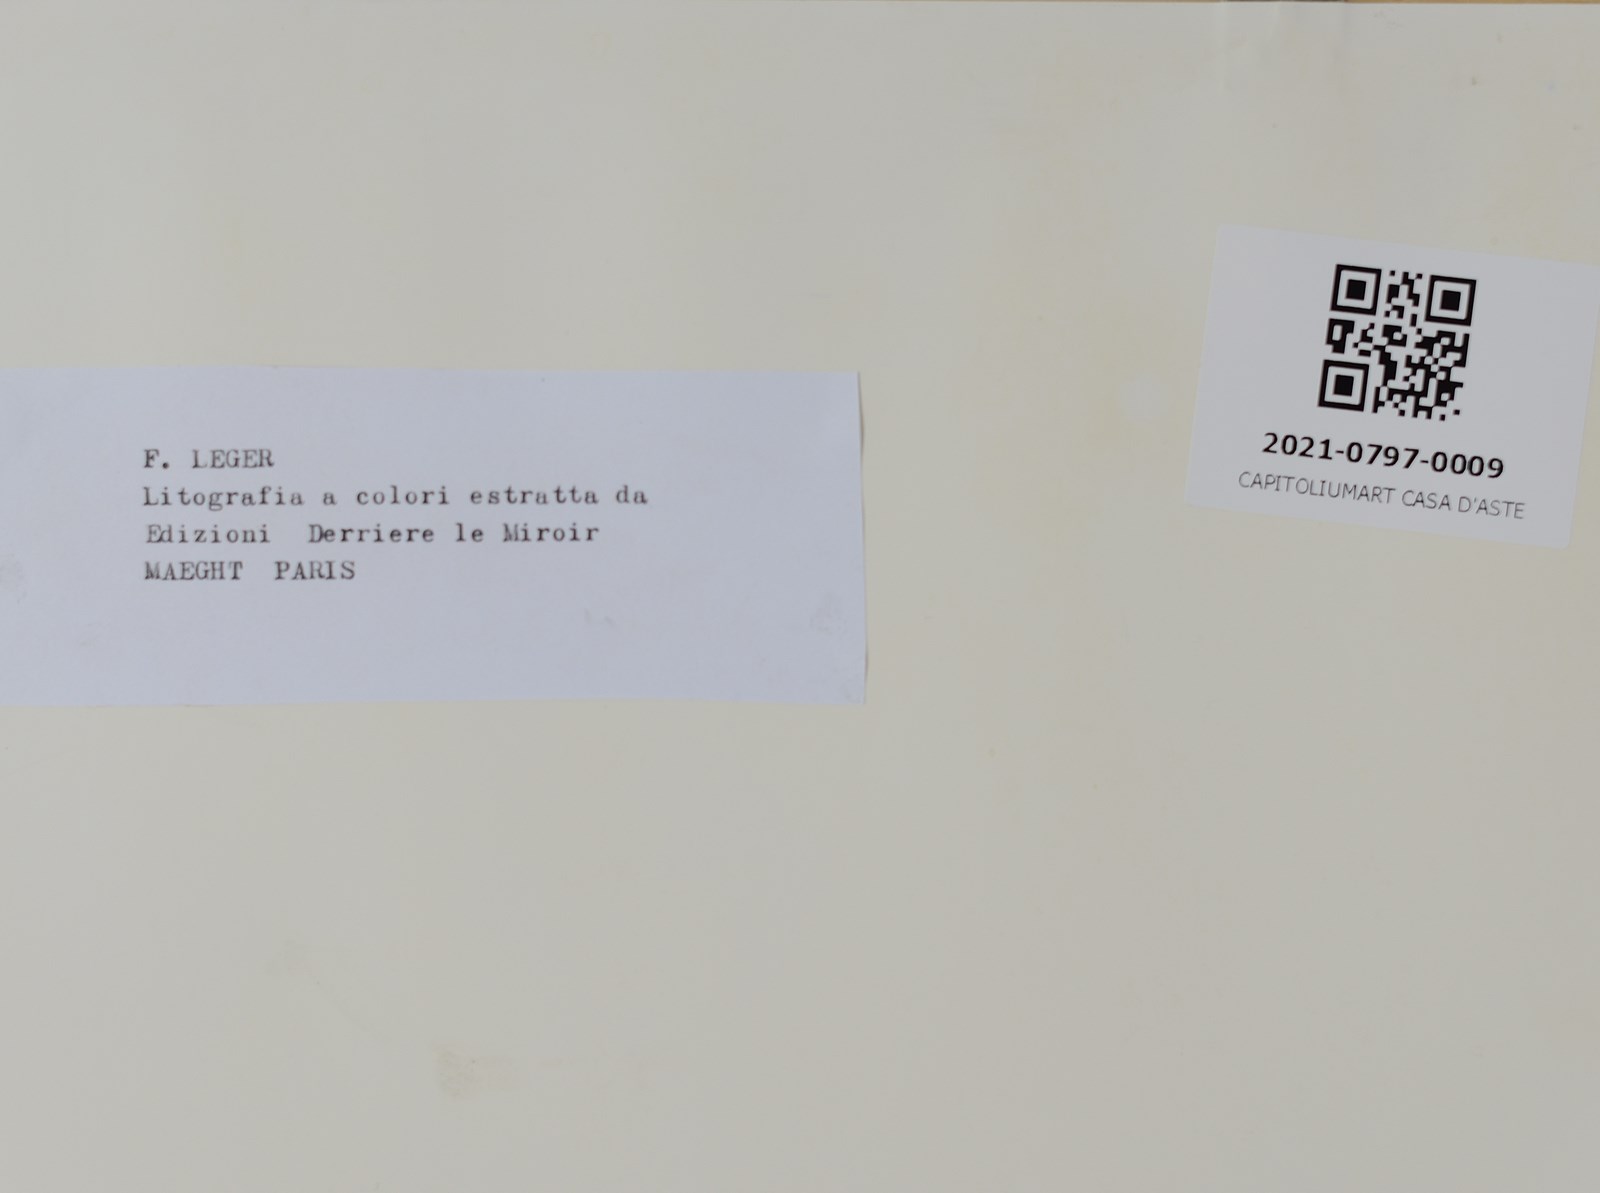 F. LEGER
Litografia a colori estratta da
Edizioni Derriere le Miroir
MAEGHT PARIS
2021-0797-0009
CAPITOLIUMART CASA D'ASTE